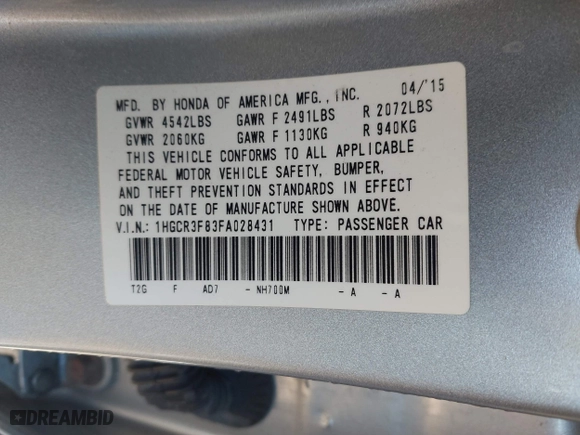 MFD. BY HONDA OF AMERICA MFG., INC. 04/'15
GVWR 4542LBS GAWR F 2491LBS R 2072LBS
GVWR 2060KG GAWR F 1130KG R 940KG
THIS VEHICLE CONFORMS TO ALL APPLICABLE
FEDERAL MOTOR VEHICLE SAFETY, BUMPER,
AND THEFT PREVENTION STANDARDS IN EFFECT
ON THE DATE OF MANUFACTURE SHOWN ABOVE.
V.I.N.: 1HGCR3F83FA028431 TYPE: PASSENGER CAR
T2G F AD7 - NH700M - A - A
DREAMBID